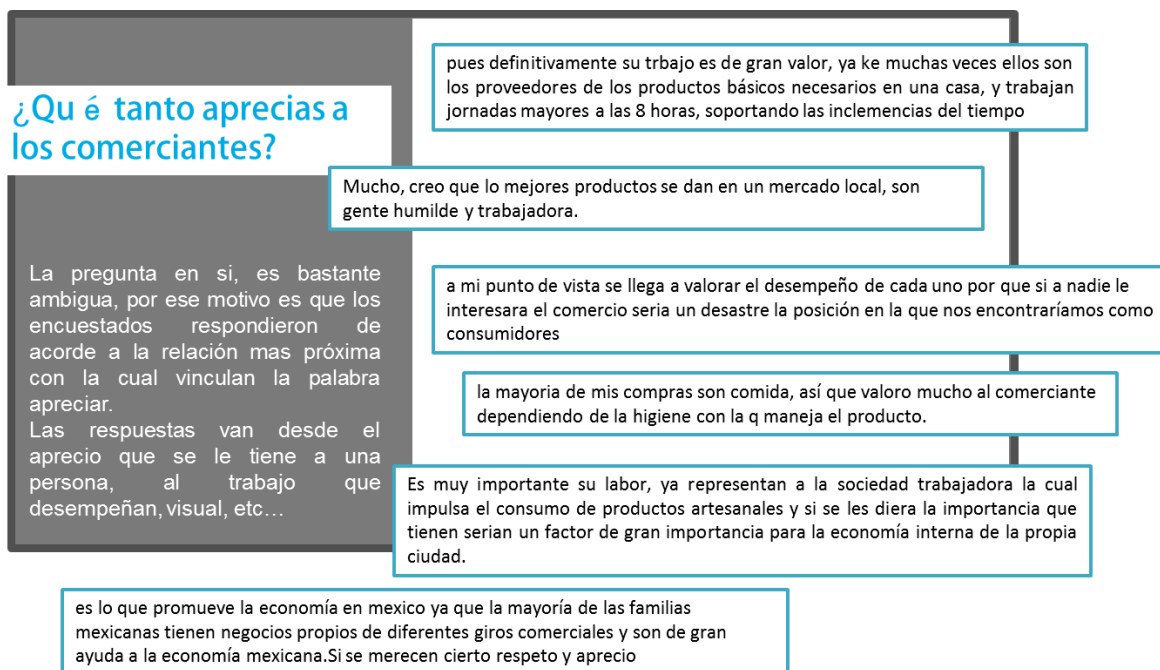 ¿Qu é tanto aprecias a
los comerciantes?
La pregunta en si, es bastante
ambigua, por ese motivo es que los
encuestados respondieron de
acorde a la relación mas próxima
con la cual vinculan la palabra
apreciar.
Las respuestas van desde el
aprecio que se le tiene a una
persona, al trabajo que
desempeñan, visual, etc…
pues definitivamente su trbajo es de gran valor, ya ke muchas veces ellos son
los proveedores de los productos básicos necesarios en una casa, y trabajan
jornadas mayores a las 8 horas, soportando las inclemencias del tiempo
Mucho, creo que lo mejores productos se dan en un mercado local, son
gente humilde y trabajadora.
a mi punto de vista se llega a valorar el desempeño de cada uno por que si a nadie le
interesara el comercio seria un desastre la posición en la que nos encontraríamos como
consumidores
la mayoria de mis compras son comida, así que valoro mucho al comerciante
dependiendo de la higiene con la q maneja el producto.
Es muy importante su labor, ya representan a la sociedad trabajadora la cual
impulsa el consumo de productos artesanales y si se les diera la importancia que
tienen serian un factor de gran importancia para la economía interna de la propia
ciudad.
es lo que promueve la economía en mexico ya que la mayoría de las familias
mexicanas tienen negocios propios de diferentes giros comerciales y son de gran
ayuda a la economía mexicana.Si se merecen cierto respeto y aprecio